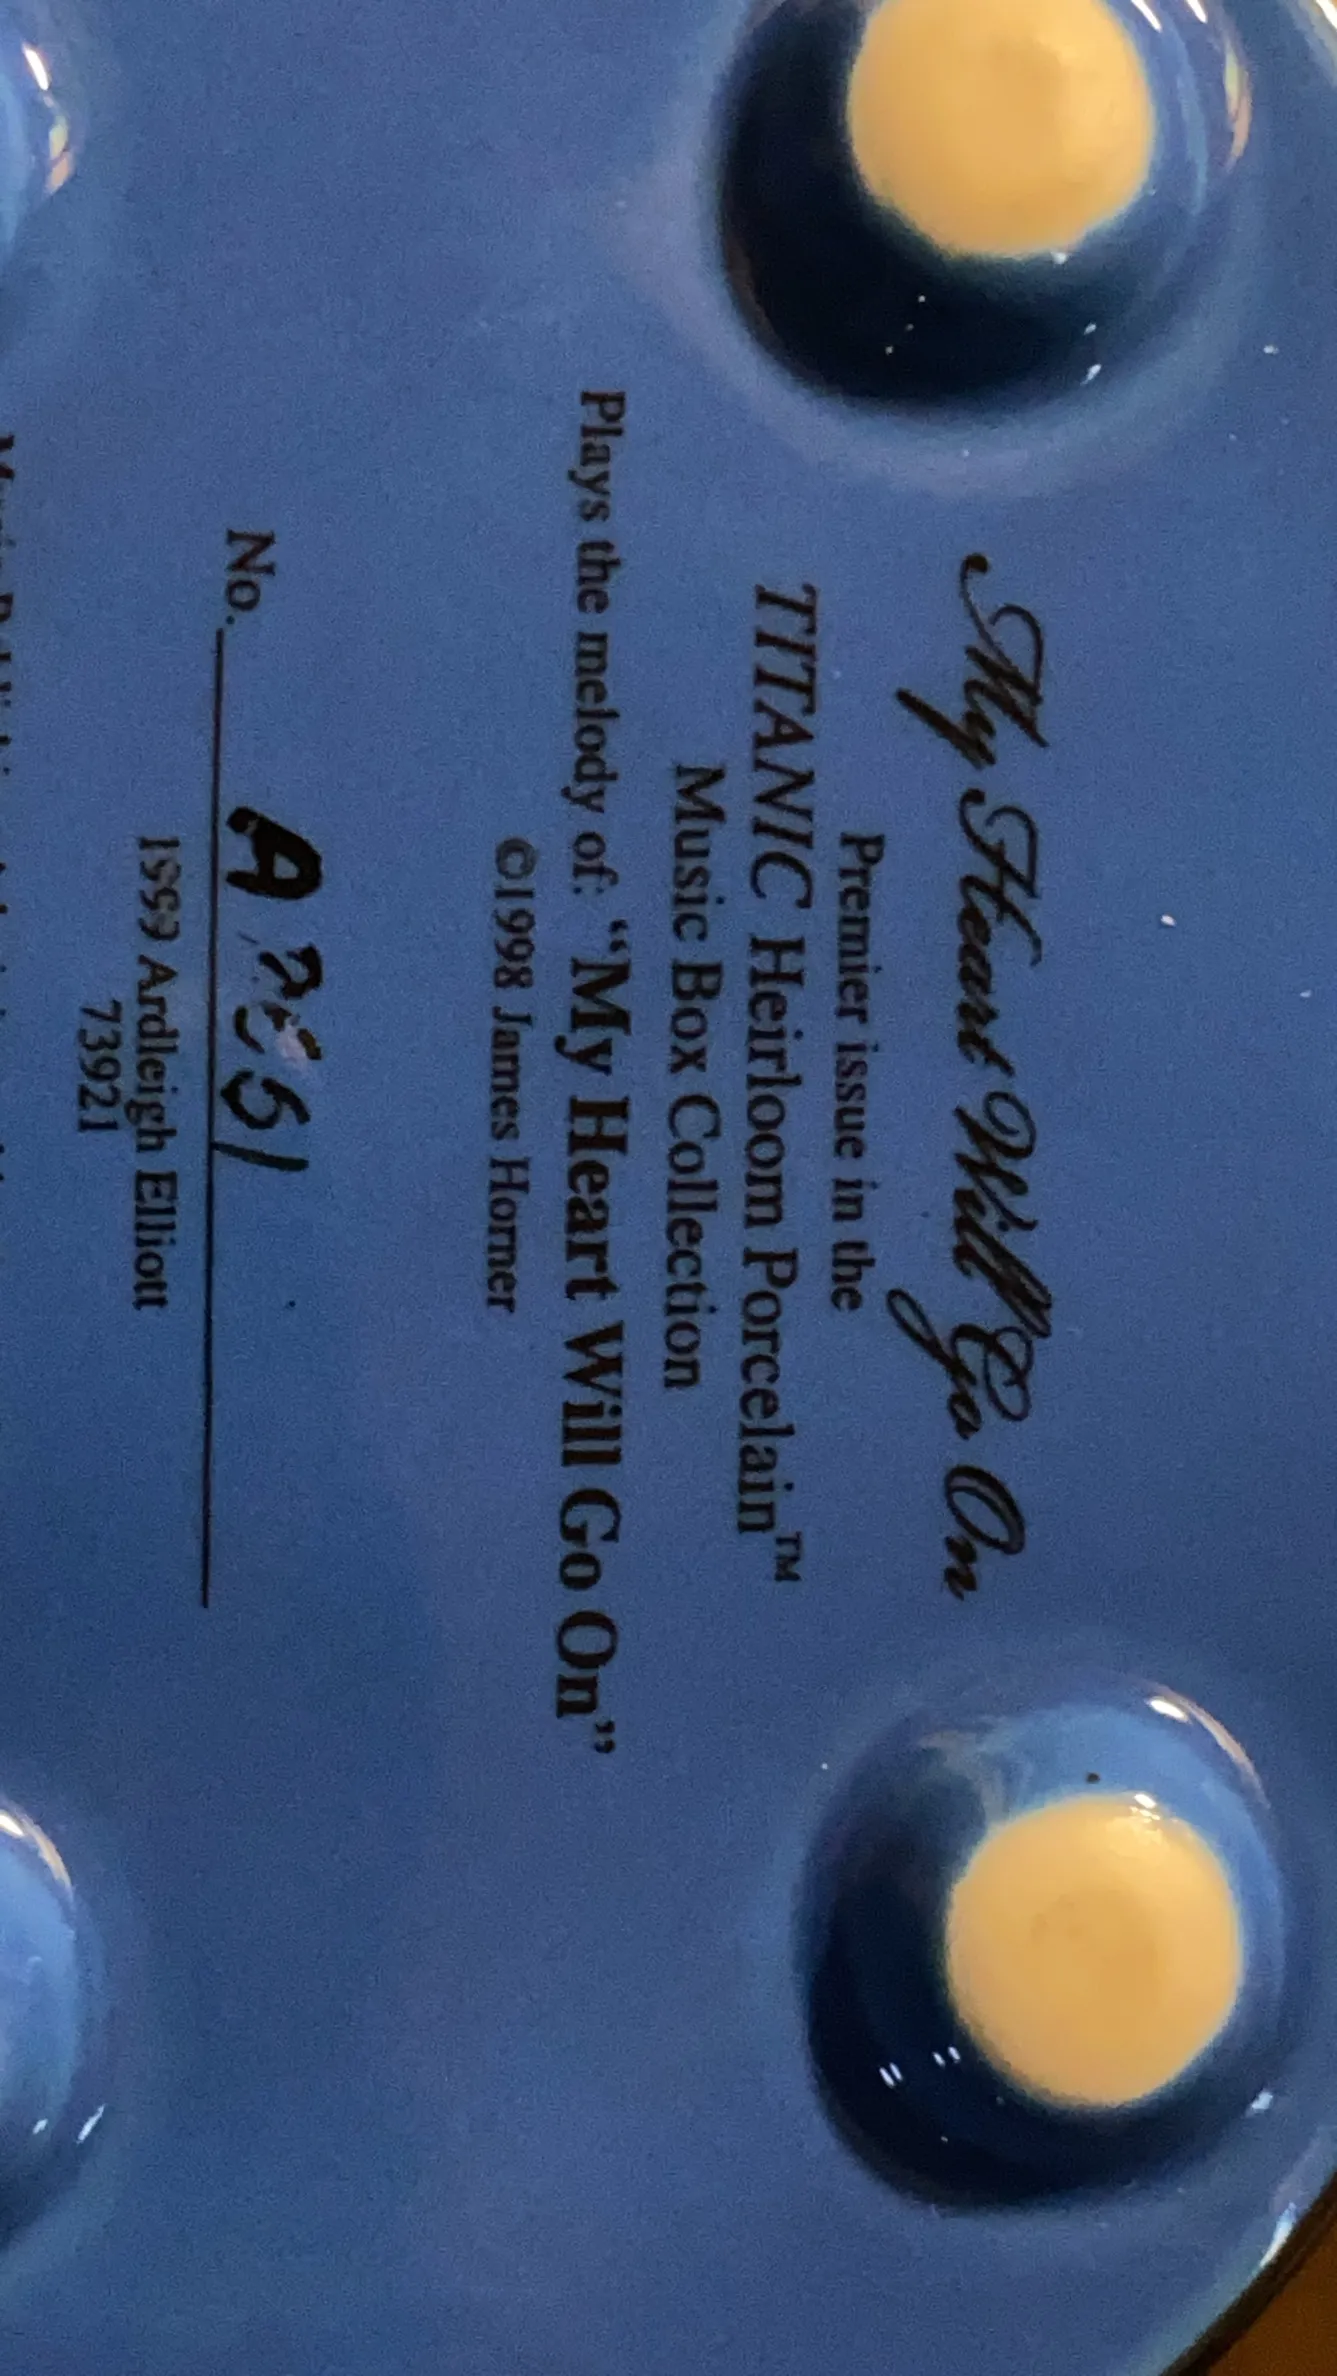 My Heart Will Go On
Premier issue in the
TITANIC Heirloom Porcelain™
Music Box Collection
Plays the melody of: “My Heart Will Go On”
©1998 James Horner
No.
1999 Ardleigh Elliott
73921